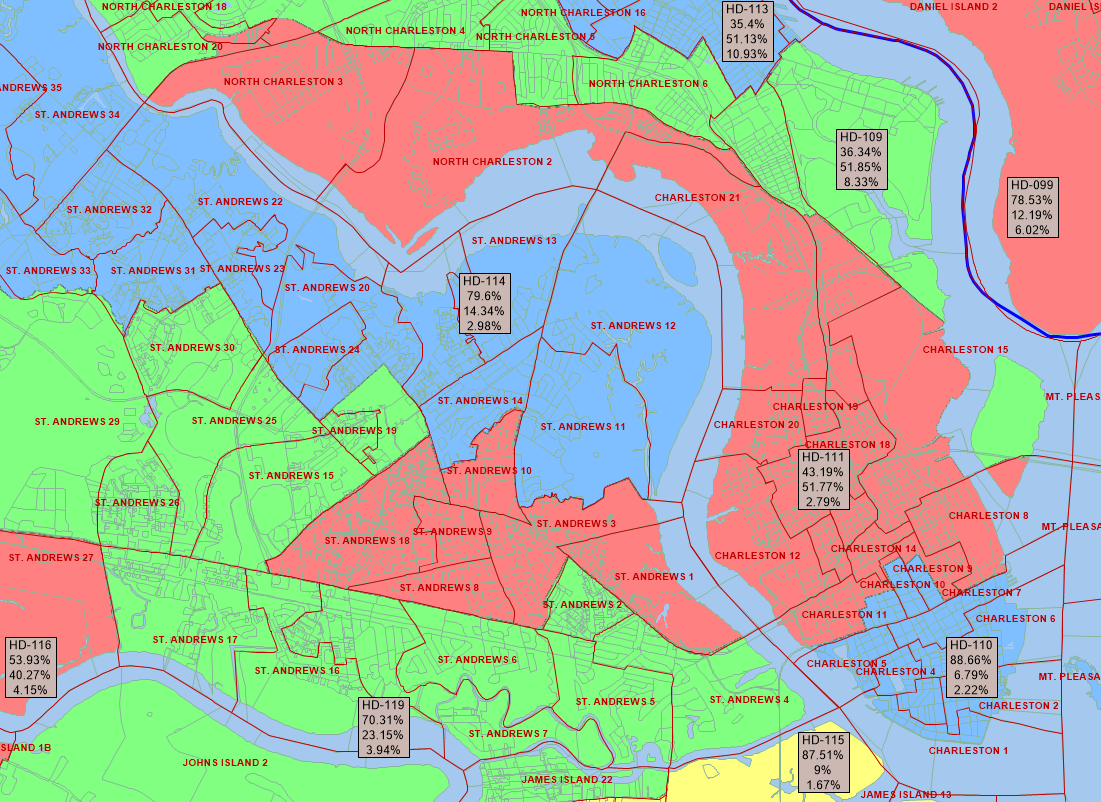 NORTH CHARLESTON 18
NORTH CHARLESTON 16
DANIEL ISLAND 2
NORTH CHARLESTON 4
NORTH CHARLESTON 5
NORTH CHARLESTON 20
HD-113
35.4%
51.13%
10.93%
NORTH CHARLESTON 3
NORTH CHARLESTON 6
ANDREWS 35
ST. ANDREWS 34
HD-109
36.34%
51.85%
8.33%
NORTH CHARLESTON 2
HD-099
78.53%
12.19%
6.02%
CHARLESTON 21
ST. ANDREWS 22
ST. ANDREWS 32
ST. ANDREWS 13
ST. ANDREWS 33
ST. ANDREWS 31
ST. ANDREWS 23
ST. ANDREWS 20
HD-114
79.6%
14.34%
2.98%
ST. ANDREWS 12
ST. ANDREWS 30
ST. ANDREWS 24
CHARLESTON 15
MT. PLEAS
ST. ANDREWS 14
CHARLESTON 19
ST. ANDREWS 29
ST. ANDREWS 25
ST. ANDREWS 19
ST. ANDREWS 11
CHARLESTON 20
CHARLESTON 18
HD-111
43.19%
51.77%
2.79%
ST. ANDREWS 10
ST. ANDREWS 15
ST. ANDREWS 26
CHARLESTON 8
MT. PLEASA
ST. ANDREWS 3
ST. ANDREWS 9
ST. ANDREWS 18
CHARLESTON 14
CHARLESTON 12
ST. ANDREWS 27
CHARLESTON 9
ST. ANDREWS 1
ST. ANDREWS 8
CHARLESTON 10
CHARLESTON 7
ST. ANDREWS 2
CHARLESTON 11
CHARLESTON 6
ST. ANDREWS 17
HD-116
53.93%
40.27%
4.15%
HD-110
88.66%
6.79%
2.22%
ST. ANDREWS 6
CHARLESTON 5
CHARLESTON 4
ST. ANDREWS 16
MT. PLEASA
ST. ANDREWS 5
ST. ANDREWS 4
CHARLESTON 2
HD-119
70.31%
23.15%
3.94%
ST. ANDREWS 7
HD-115
87.51%
9%
1.67%
SLAND 1B
CHARLESTON 1
JOHNS ISLAND 2
JAMES ISLAND 22
JAMES ISLAND 13